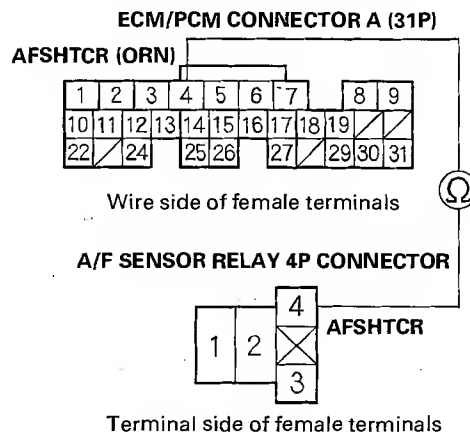 ECM/PCM CONNECTOR A (31P)
AFSHTCR (ORN)
1 2 3 4 5 6 7 8 9
10 11 12 13 14 15 16 17 18 19
22 24 25 26 27 29 30 31
Wire side of female terminals
Ω
A/F SENSOR RELAY 4P CONNECTOR
4
AFSHTCR
1 2
3
Terminal side of female terminals